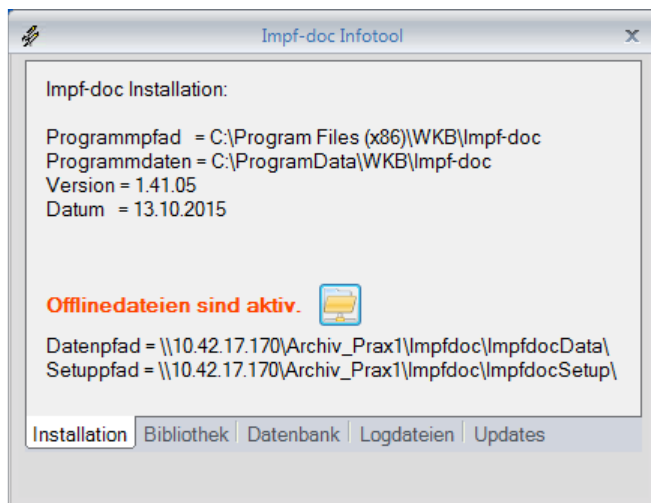 Impf-doc Infotool
Impf-doc Installation:
Programmpfad = C:\Program Files (x86)\WKB\Impf-doc
Programmdaten = C:\ProgramData\WKB\Impf-doc
Version = 1.41.05
Datum = 13.10.2015
Offlinedateien sind aktiv.
Datenpfad = \\10.42.17.170\Archiv_Prax1\Impfdoc\ImpfdocData\
Setuppfad = \\10.42.17.170\Archiv_Prax1\Impfdoc\ImpfdocSetup\
Installation Bibliothek Datenbank Logdateien Updates